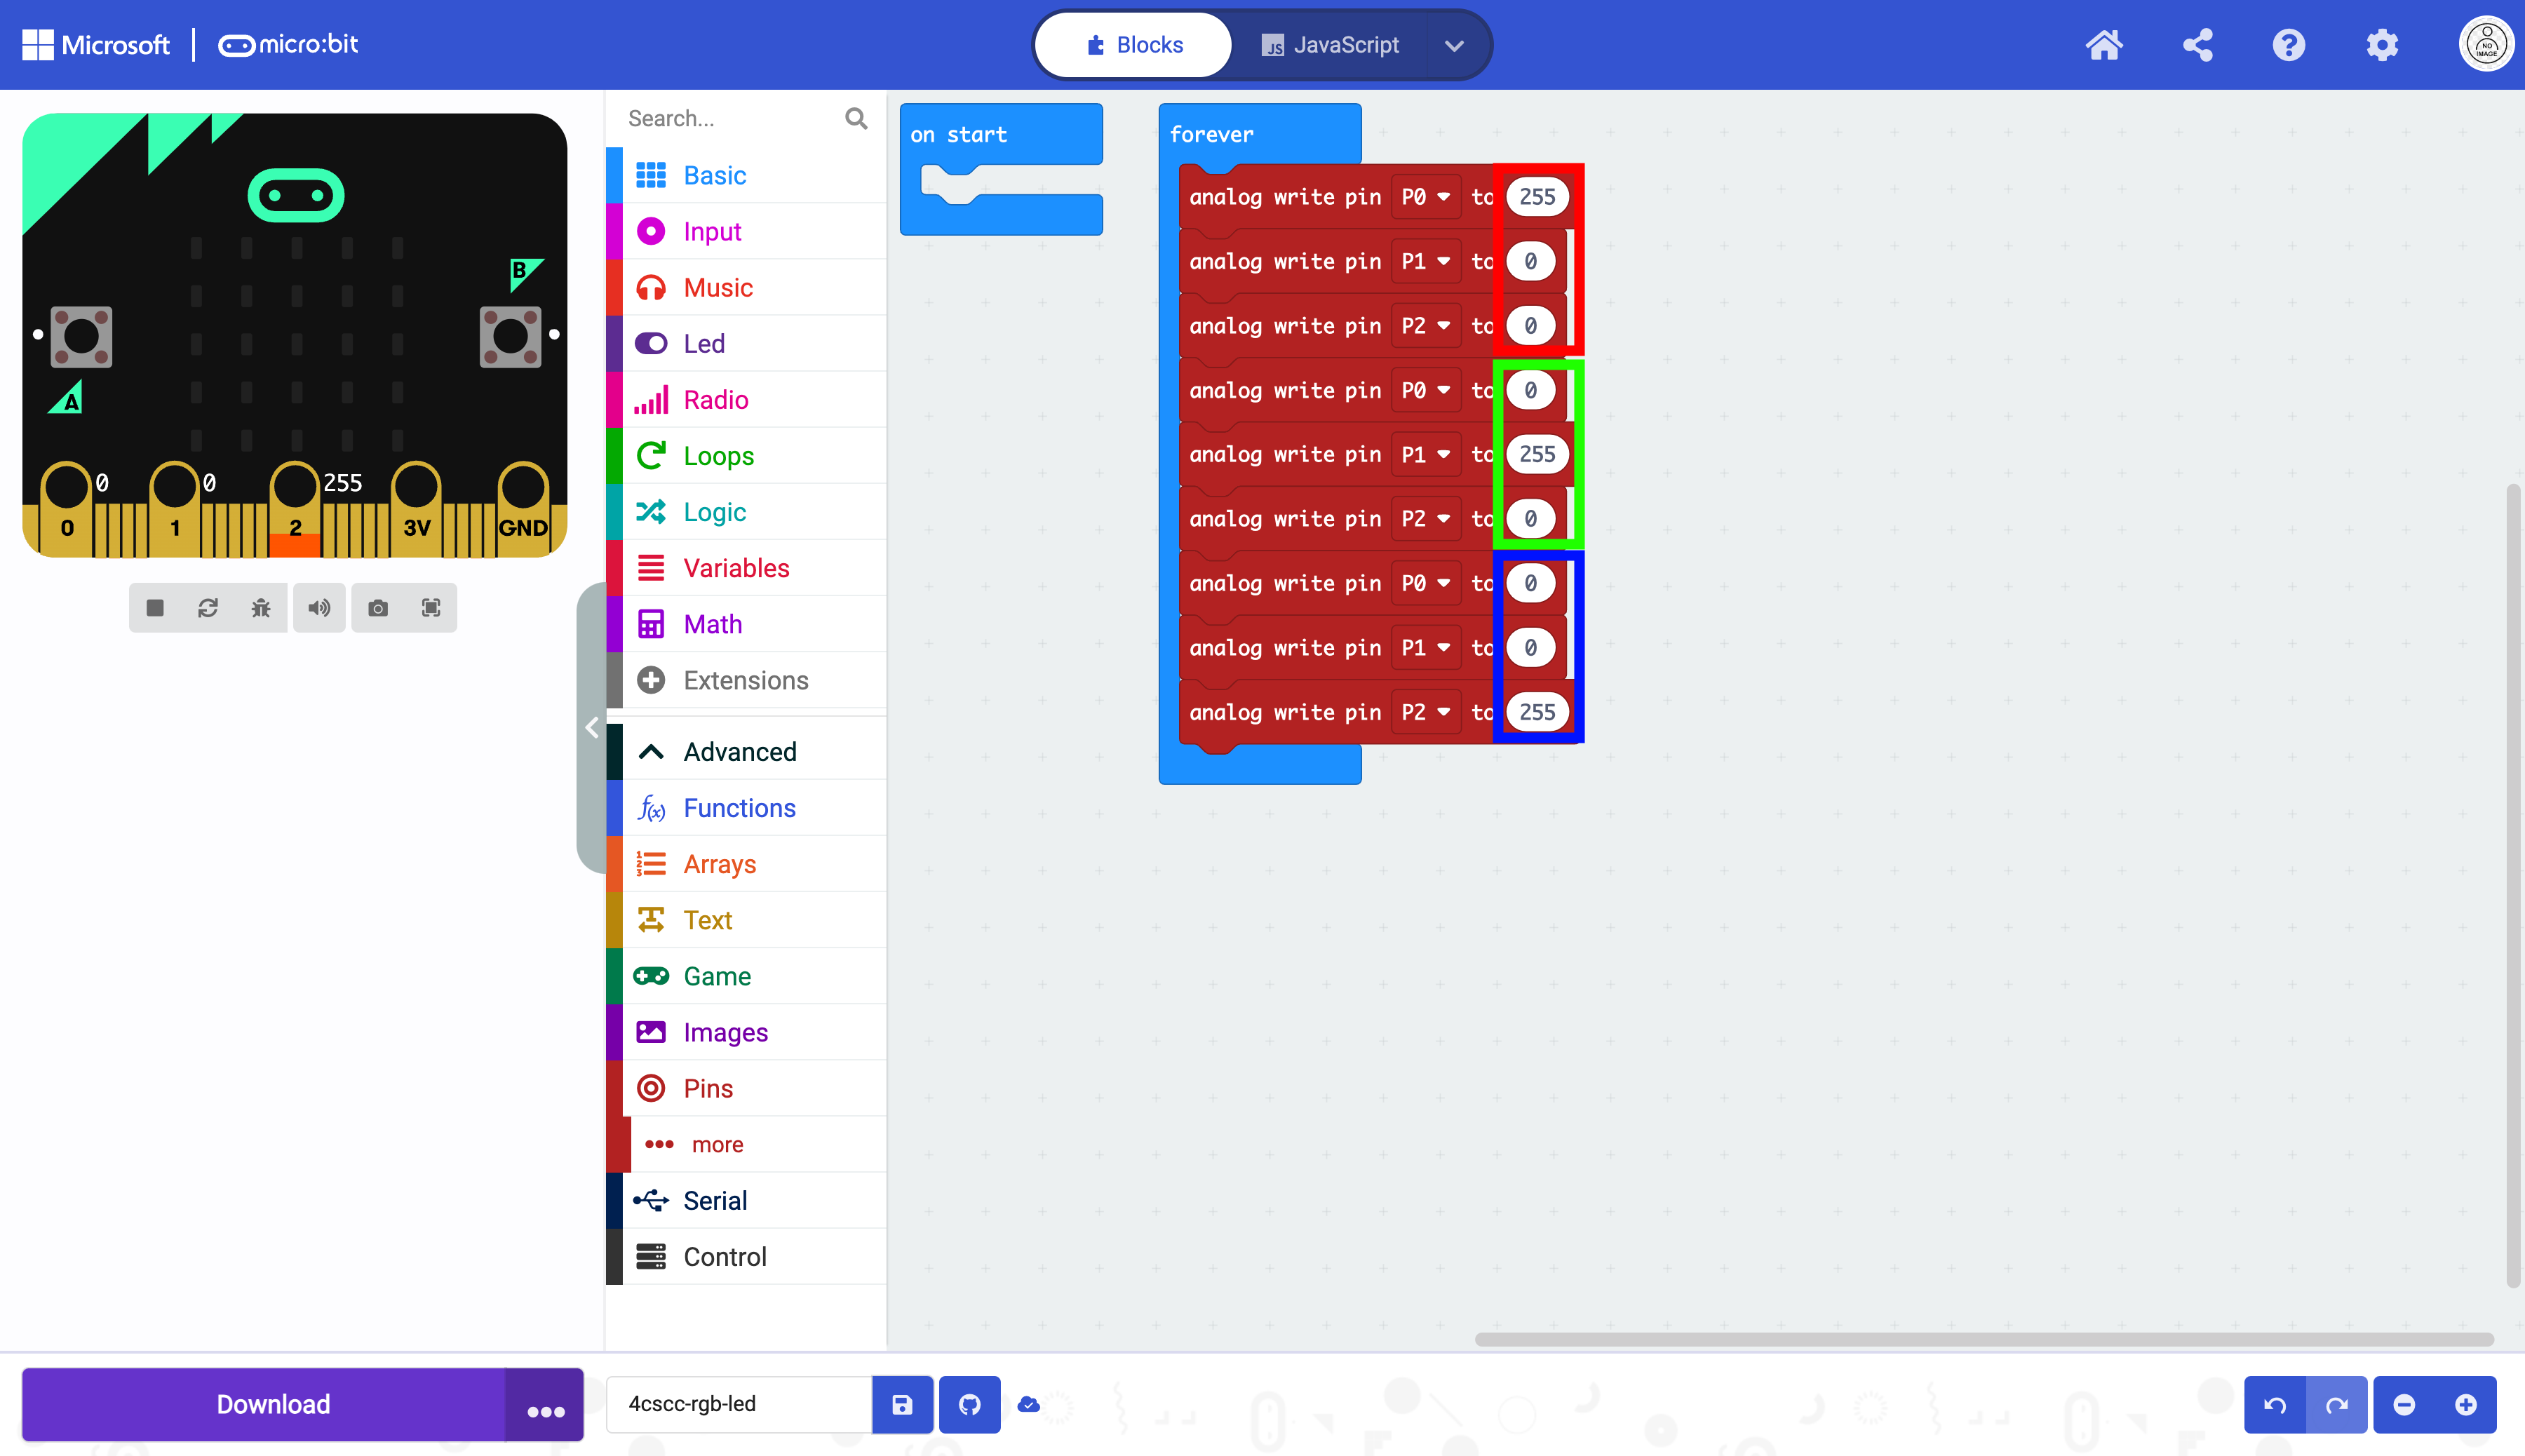 Microsoft | micro:bit
Blocks
JavaScript
NO
IMAGE
B
A
0
0
255
0
1
2
3V
GND
Search...
Basic
Input
Music
Led
Radio
Loops
Logic
Variables
Math
Extensions
Advanced
Functions
Arrays
Text
Game
Images
Pins
more
Serial
Control
on start
forever
analog write pin P0 to 255
analog write pin P1 to 0
analog write pin P2 to 0
analog write pin P0 to 0
analog write pin P1 to 255
analog write pin P2 to 0
analog write pin P0 to 0
analog write pin P1 to 0
analog write pin P2 to 255
Download
4cscc-rgb-led